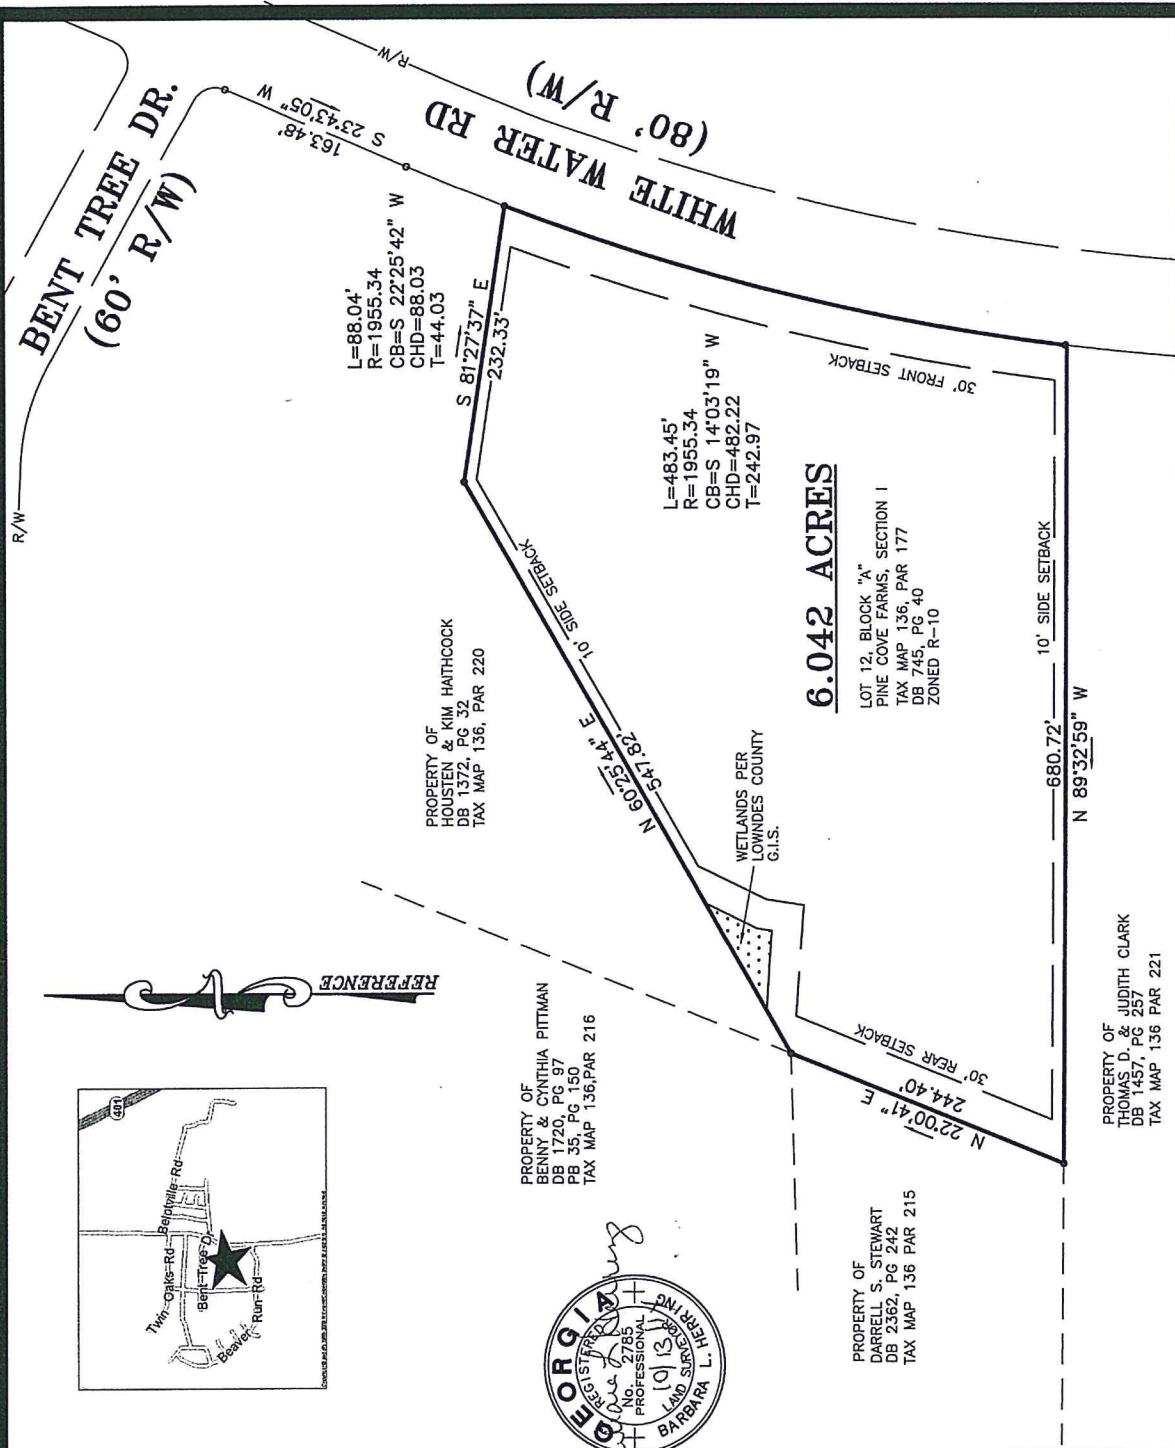 BENT TREE DR.
(60' R/W)
R/W
WHITE WATER RD
(80' R/W)
R/W
S 23°43'05" W
163.48'
L=88.04'
R=1955.34
CB=S 22°25'42" W
CHD=88.03
T=44.03
S 81°27'37" E
232.33'
L=483.45'
R=1955.34
CB=S 14°03'19" W
CHD=482.22
T=242.97
30' FRONT SETBACK
6.042 ACRES
LOT 12, BLOCK "A"
PINE COVE FARMS, SECTION I
TAX MAP 136, PAR 177
DB 745, PG 40
ZONED R-10
10' SIDE SETBACK
N 60°25'44" E
547.82'
10' SIDE SETBACK
680.72'
N 89°32'59" W
WETLANDS PER
LOWNDES COUNTY
G.I.S.
30' REAR SETBACK
244.40'
N 22°00'41" E
PROPERTY OF
HOUSTEN & KIM HAITHCOCK
DB 1372, PG 32
TAX MAP 136, PAR 220
PROPERTY OF
BENNY & CYNTHIA PITTMAN
DB 1720, PG 97
PB 35, PG 150
TAX MAP 136,PAR 216
PROPERTY OF
DARRELL S. STEWART
DB 2362, PG 242
TAX MAP 136 PAR 215
PROPERTY OF
THOMAS D. & JUDITH CLARK
DB 1457, PG 257
TAX MAP 136 PAR 221
REFERENCE
401
Twin-Oaks-Rd
Belotville-Rd
Bent-Tree-D
Beaver Run-Rd
GEORGIA
REGISTERED
No. 2785
PROFESSIONAL
10/13/11
LAND SURVEYOR
BARBARA L. HERRING